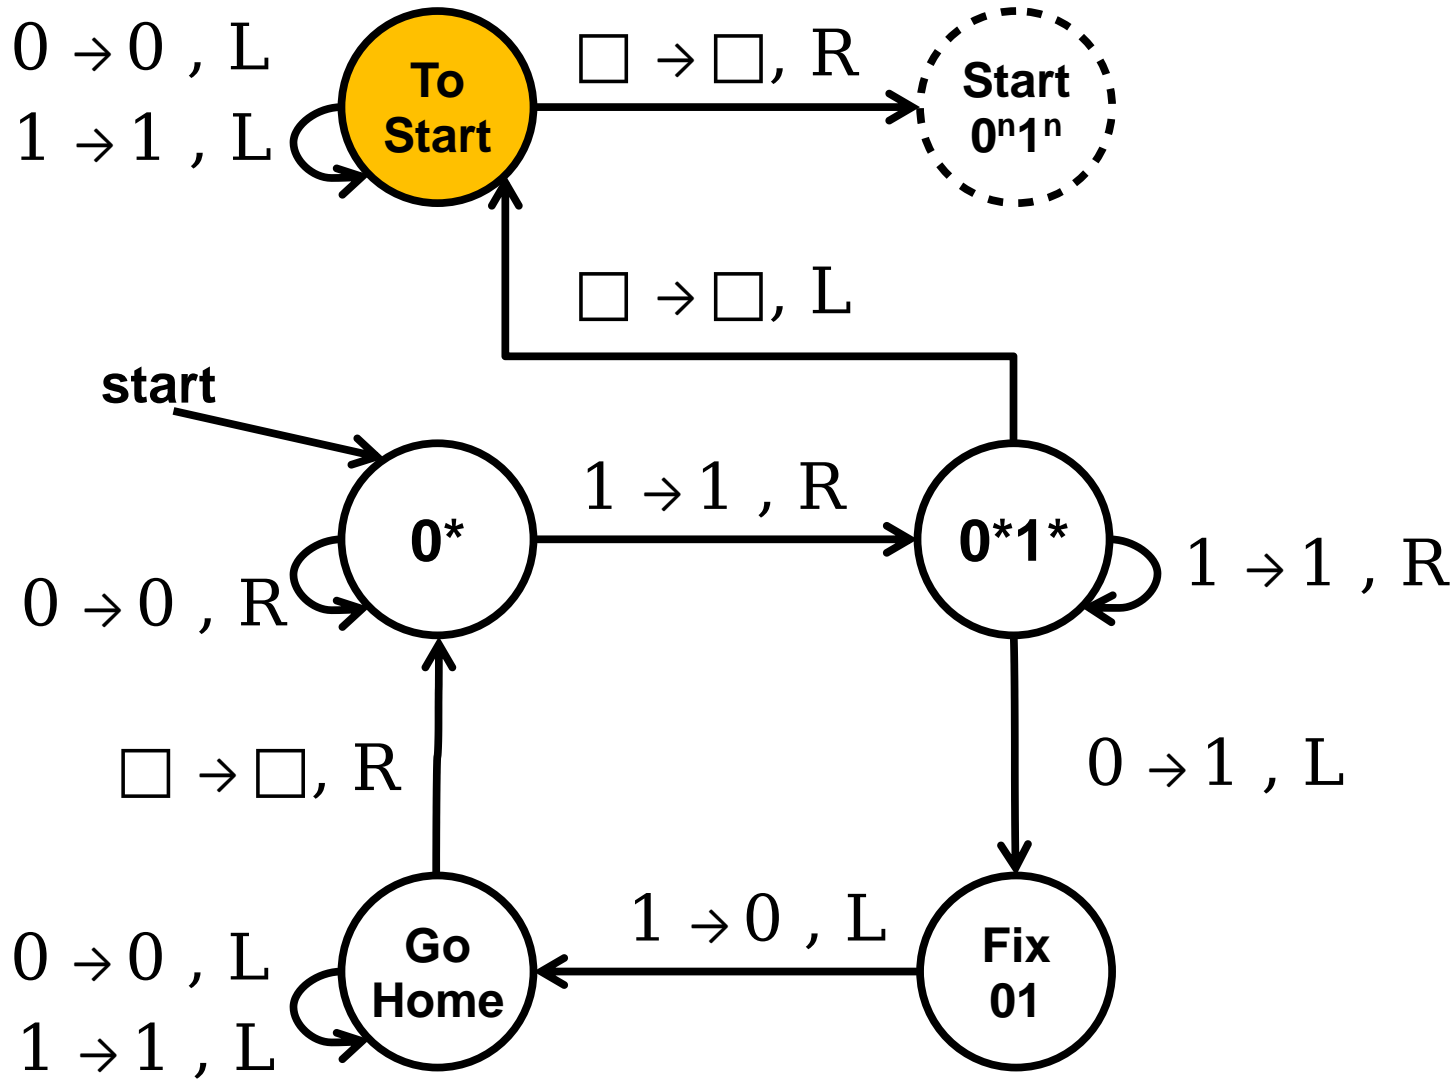 0 → 0 , L
1 → 1 , L
To
Start
□ → □, R
Start
0ⁿ1ⁿ
□ → □, L
start
0*
1 → 1 , R
0*1*
1 → 1 , R
0 → 0 , R
□ → □, R
0 → 1 , L
1 → 0 , L
Go
Home
Fix
01
0 → 0 , L
1 → 1 , L